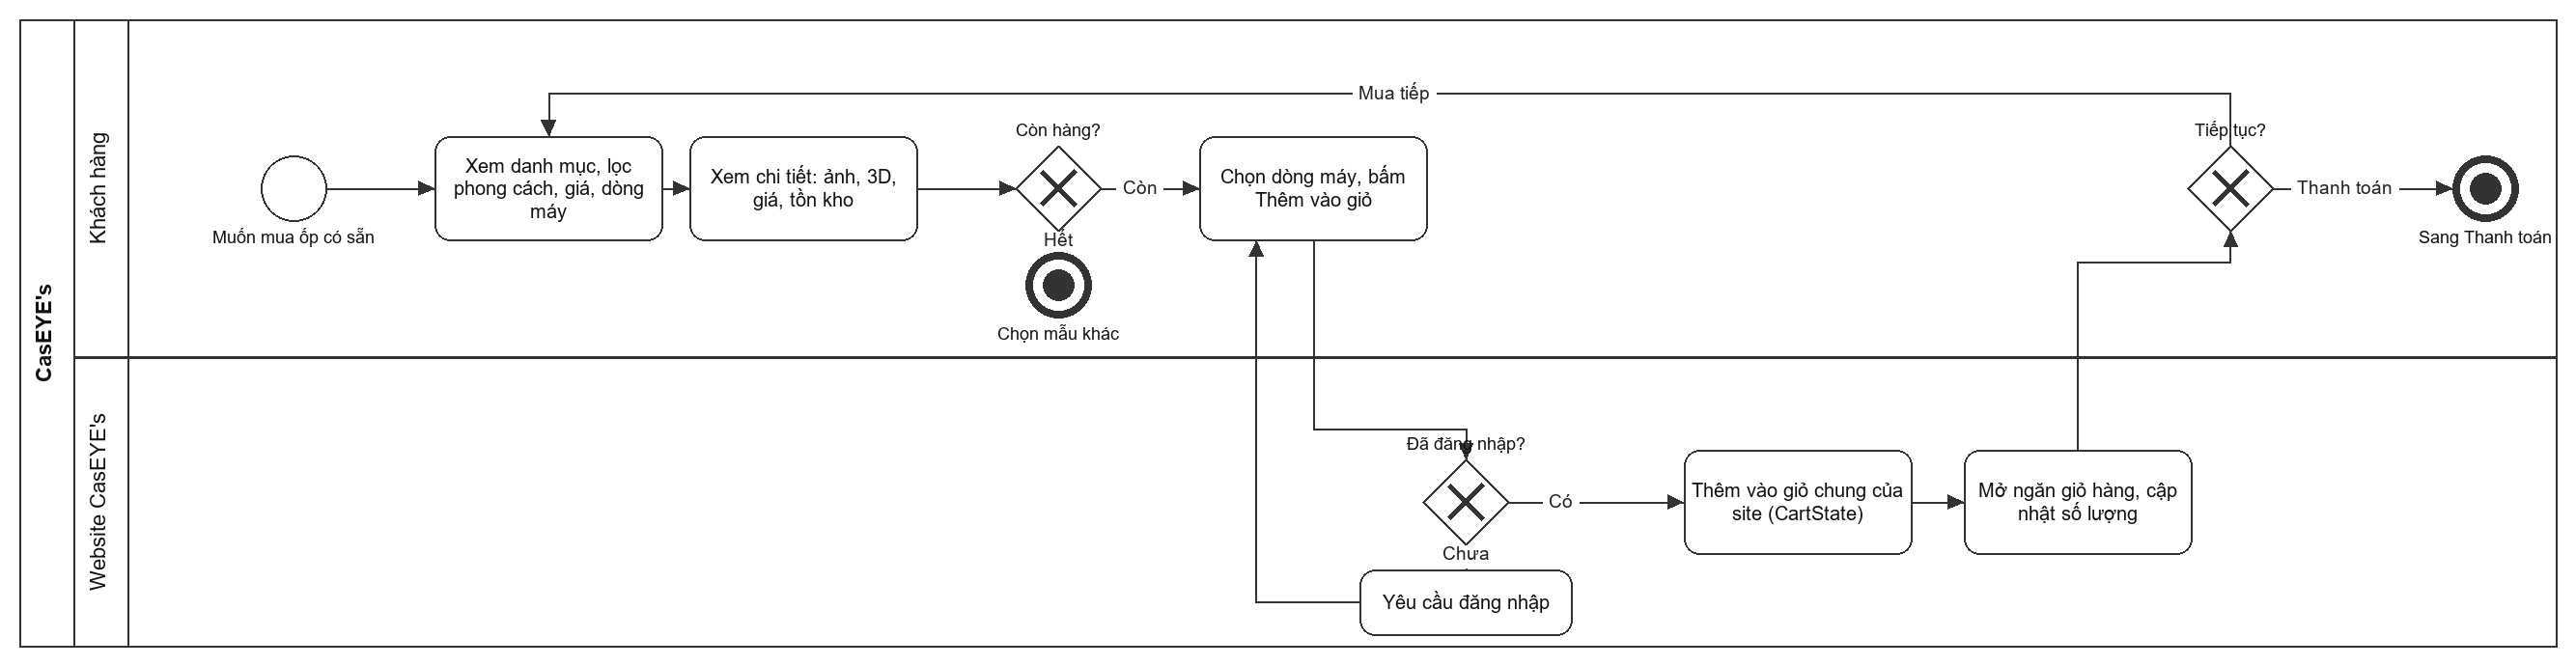 CasEYE's
Khách hàng
Mua tiếp
Muốn mua ốp có sẵn
Xem danh mục, lọc
phong cách, giá, dòng
máy
Xem chi tiết: ảnh, 3D,
giá, tồn kho
Còn hàng?
Còn
Hết
Chọn mẫu khác
Chọn dòng máy, bấm
Thêm vào giỏ
Tiếp tục?
Thanh toán
Sang Thanh toán
Website CasEYE's
Đã đăng nhập?
Có
Chưa
Yêu cầu đăng nhập
Thêm vào giỏ chung của
site (CartState)
Mở ngăn giỏ hàng, cập
nhật số lượng